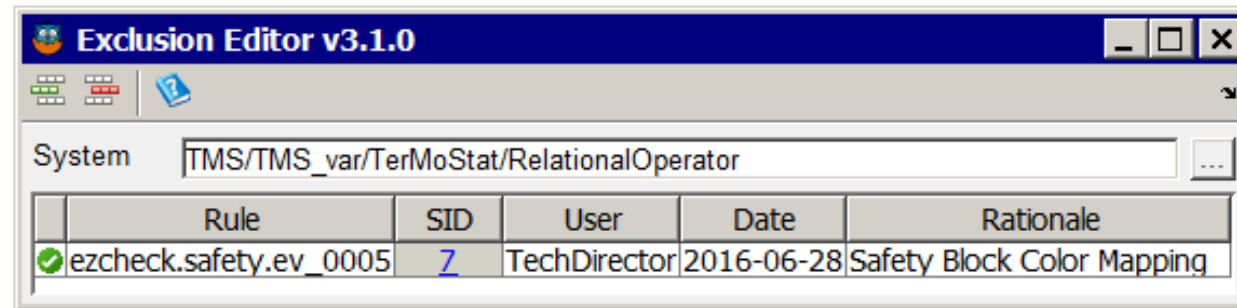 Exclusion Editor v3.1.0
System TMS/TMS_var/TerMoStat/RelationalOperator ...
Rule SID User Date Rationale
ezcheck.safety.ev_0005 7 TechDirector 2016-06-28 Safety Block Color Mapping